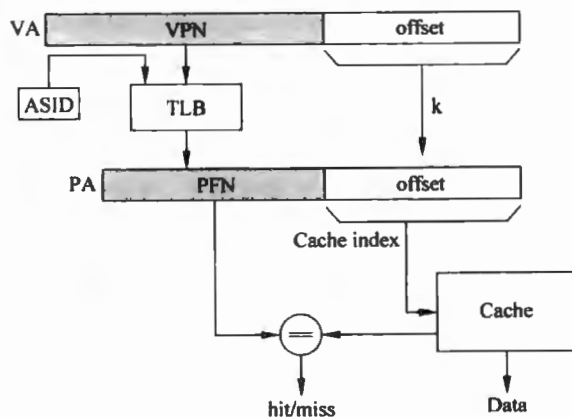 VA VPN offset
ASID TLB k
PA PFN offset
Cache index
Cache
=
hit/miss Data